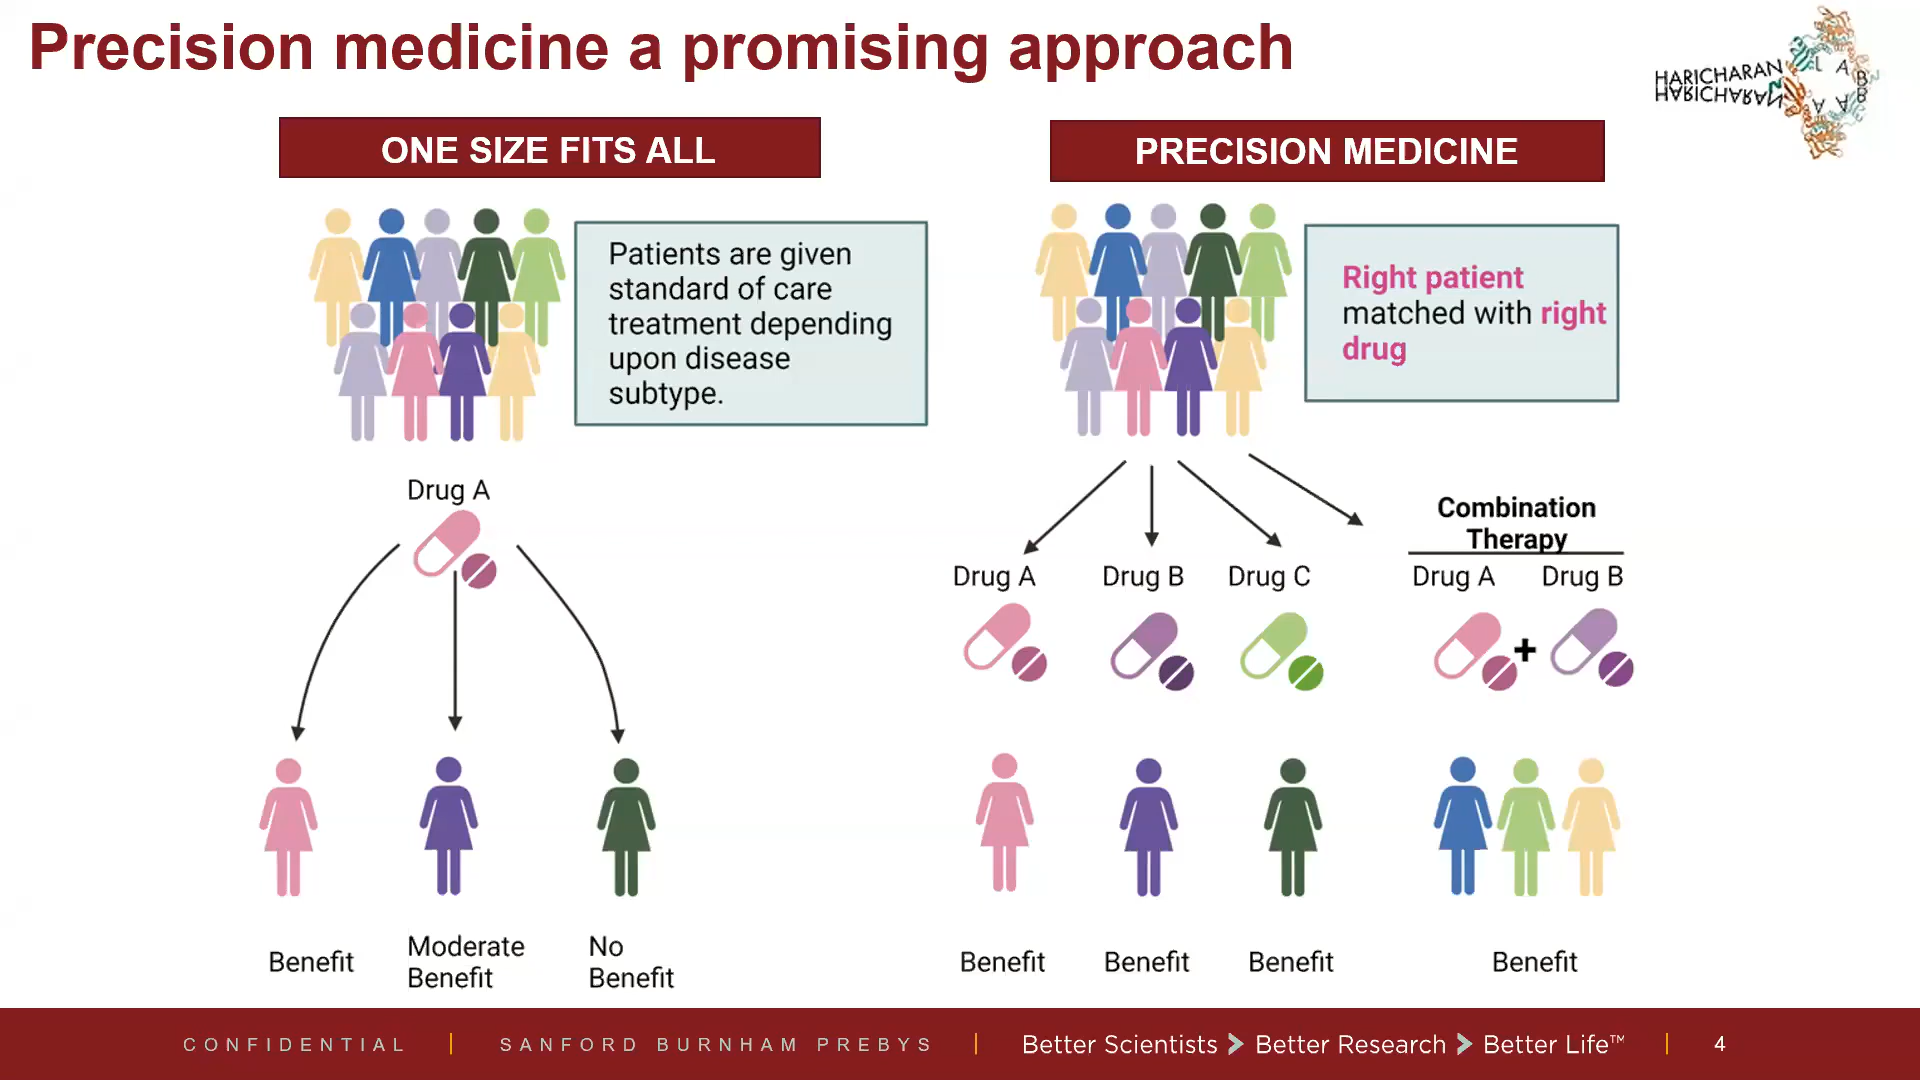 Precision medicine a promising approach
HARICHARAN
LAB
ONE SIZE FITS ALL
Patients are given
standard of care
treatment depending
upon disease
subtype.
Drug A
Benefit
Moderate
Benefit
No
Benefit
PRECISION MEDICINE
Right patient
matched with right
drug
Combination
Therapy
Drug A
Drug B
Drug C
Drug A
Drug B
+
Benefit
Benefit
Benefit
Benefit
CONFIDENTIAL | SANFORD BURNHAM PREBYS | Better Scientists > Better Research > Better Life™ | 4